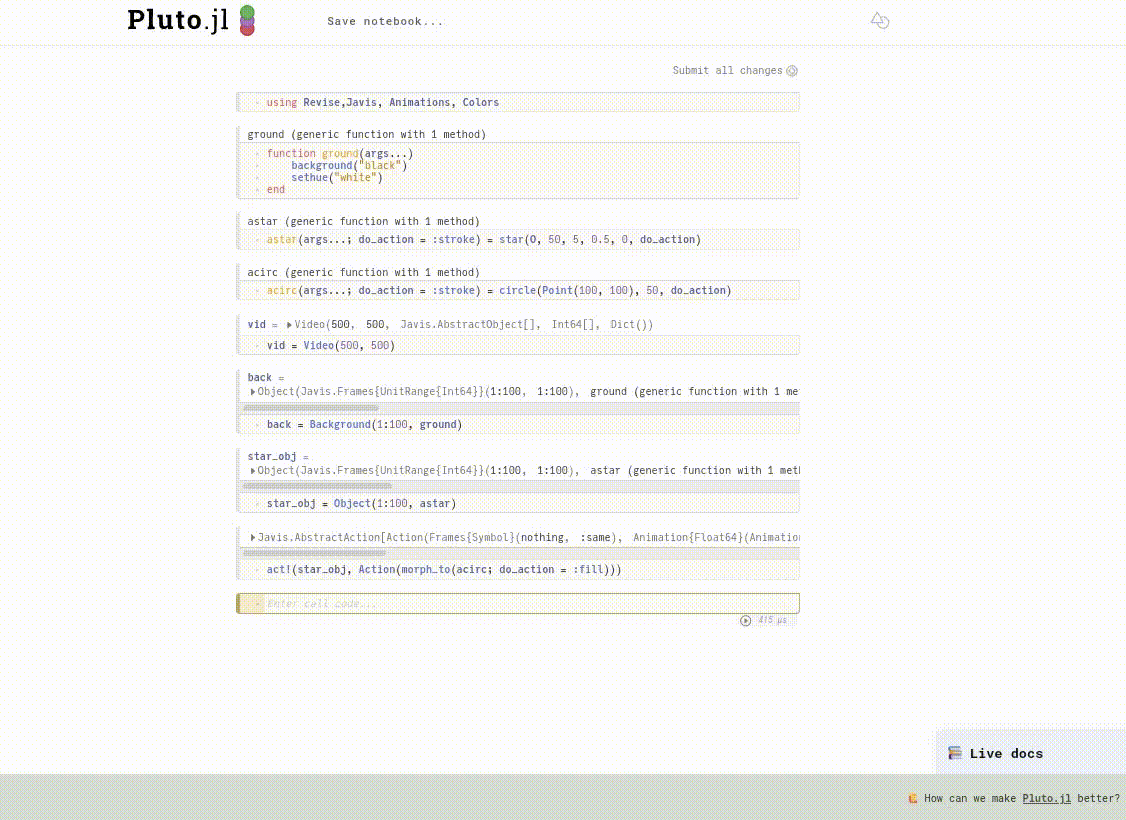 Pluto.jl
Save notebook...
Submit all changes
using Revise,Javis, Animations, Colors
ground (generic function with 1 method)
function ground(args...)
background("black")
sethue("white")
end
astar (generic function with 1 method)
astar(args...; do_action = :stroke) = star(O, 50, 5, 0.5, 0, do_action)
acirc (generic function with 1 method)
acirc(args...; do_action = :stroke) = circle(Point(100, 100), 50, do_action)
vid = Video(500, 500, Javis.AbstractObject[], Int64[], Dict())
vid = Video(500, 500)
back =
Object(Javis.Frames{UnitRange{Int64}}(1:100, 1:100), ground (generic function with 1 me
back = Background(1:100, ground)
star_obj =
Object(Javis.Frames{UnitRange{Int64}}(1:100, 1:100), astar (generic function with 1 meth
star_obj = Object(1:100, astar)
Javis.AbstractAction[Action(Frames{Symbol}(nothing, :same), Animation{Float64}(Animation
act!(star_obj, Action(morph_to(acirc; do_action = :fill)))
Enter cell code...
415 µs
Live docs
How can we make Pluto.jl better?